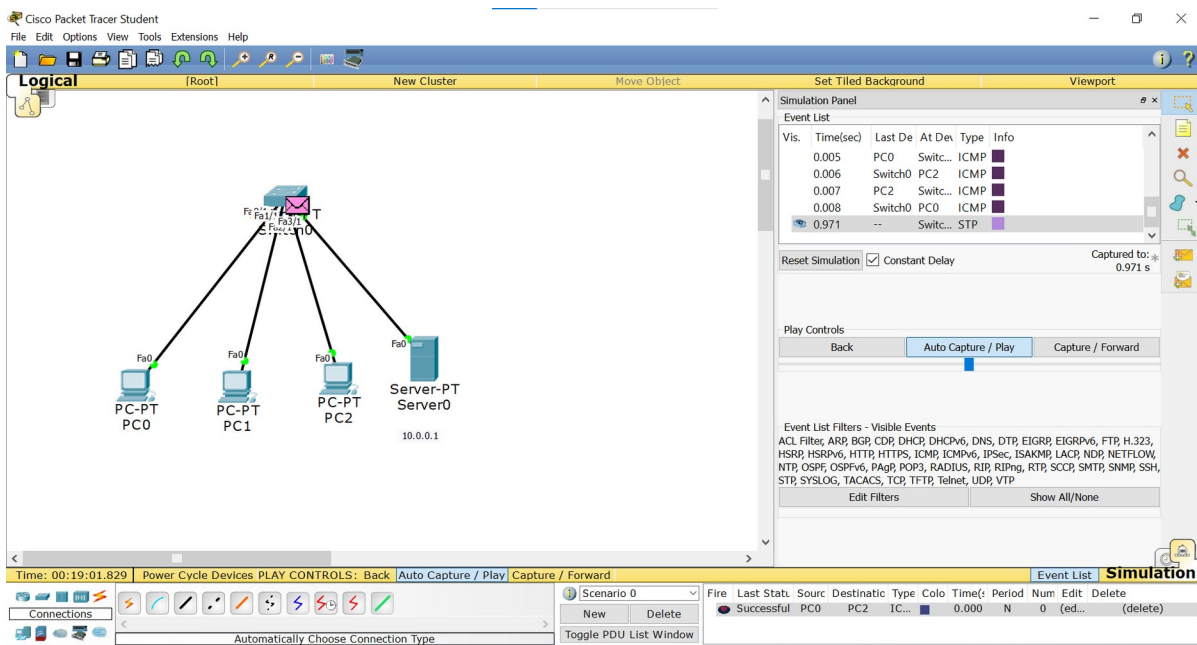 Cisco Packet Tracer Student
File Edit Options View Tools Extensions Help
Logical [Root] New Cluster Move Object Set Tiled Background Viewport
Simulation Panel
Event List
Vis. Time(sec) Last De At Dev Type Info
0.005 PC0 Switc... ICMP
0.006 Switch0 PC2 ICMP
0.007 PC2 Switc... ICMP
0.008 Switch0 PC0 ICMP
0.971 -- Switc... STP
Reset Simulation Constant Delay
Captured to:
0.971 s
Play Controls
Back Auto Capture / Play Capture / Forward
Event List Filters - Visible Events
ACL Filter, ARP, BGP, CDP, DHCP, DHCPv6, DNS, DTP, EIGRP, EIGRPv6, FTP, H.323,
HSRP, HSRPv6, HTTP, HTTPS, ICMP, ICMPv6, IPSec, ISAKMP, LACP, NDP, NETFLOW,
NTP, OSPF, OSPFv6, PAgP, POP3, RADIUS, RIP, RIPng, RTP, SCCP, SMTP, SNMP, SSH,
STP, SYSLOG, TACACS, TCP, TFTP, Telnet, UDP, VTP
Edit Filters Show All/None
Fa1/1
Fa3/1
Fa0
Fa0
Fa0
Fa0
PC-PT
PC0
PC-PT
PC1
PC-PT
PC2
Server-PT
Server0
10.0.0.1
Time: 00:19:01.829 Power Cycle Devices PLAY CONTROLS: Back Auto Capture / Play Capture / Forward
Event List Simulation
Connections
Automatically Choose Connection Type
Scenario 0
New Delete
Toggle PDU List Window
Fire Last Statu Sourc Destinatic Type Colo Time(s Period Num Edit Delete
Successful PC0 PC2 IC... 0.000 N 0 (ed... (delete)